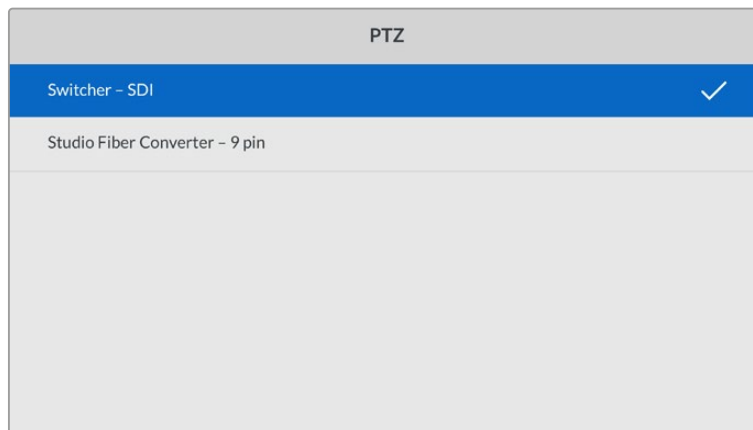 PTZ
Switcher – SDI
Studio Fiber Converter – 9 pin